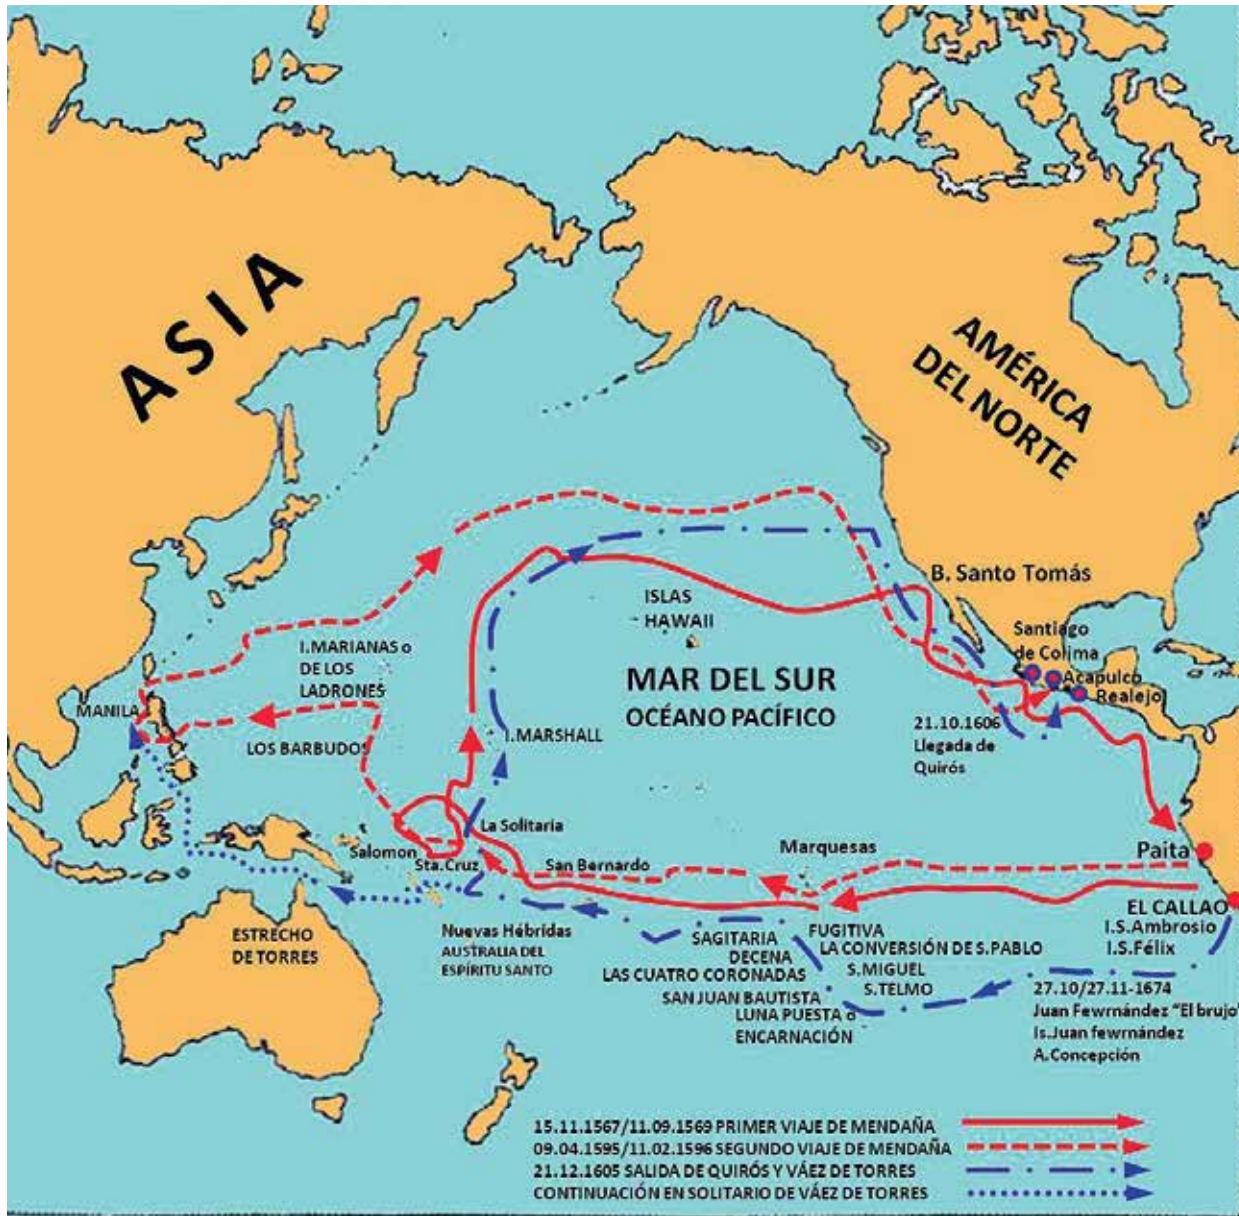 ASIA
AMÉRICA
DEL NORTE
B. Santo Tomás
ISLAS
HAWAII
Santiago
de Colima
Acapulco
Realejo
I.MARIANAS o
DE LOS
LADRONES
MAR DEL SUR
OCÉANO PACÍFICO
MANILA
21.10.1606
Llegada de
Quirós
LOS BARBUDOS
I.MARSHALL
La Solitaria
Salomon
Sta.Cruz
San Bernardo
Marquesas
Paita
EL CALLAO
I.S.Ambrosio
I.S.Félix
ESTRECHO
DE TORRES
Nuevas Hébridas
AUSTRALIA DEL
ESPÍRITU SANTO
SAGITARIA
DECENA
LAS CUATRO CORONADAS
SAN JUAN BAUTISTA
LUNA PUESTA o
ENCARNACIÓN
FUGITIVA
LA CONVERSIÓN DE S.PABLO
S.MIGUEL
S.TELMO
27.10/27.11-1674
Juan Fewrnández "El brujo"
Is.Juan fewrnández
A.Concepción
15.11.1567/11.09.1569 PRIMER VIAJE DE MENDAÑA
09.04.1595/11.02.1596 SEGUNDO VIAJE DE MENDAÑA
21.12.1605 SALIDA DE QUIRÓS Y VÁEZ DE TORRES
CONTINUACIÓN EN SOLITARIO DE VÁEZ DE TORRES